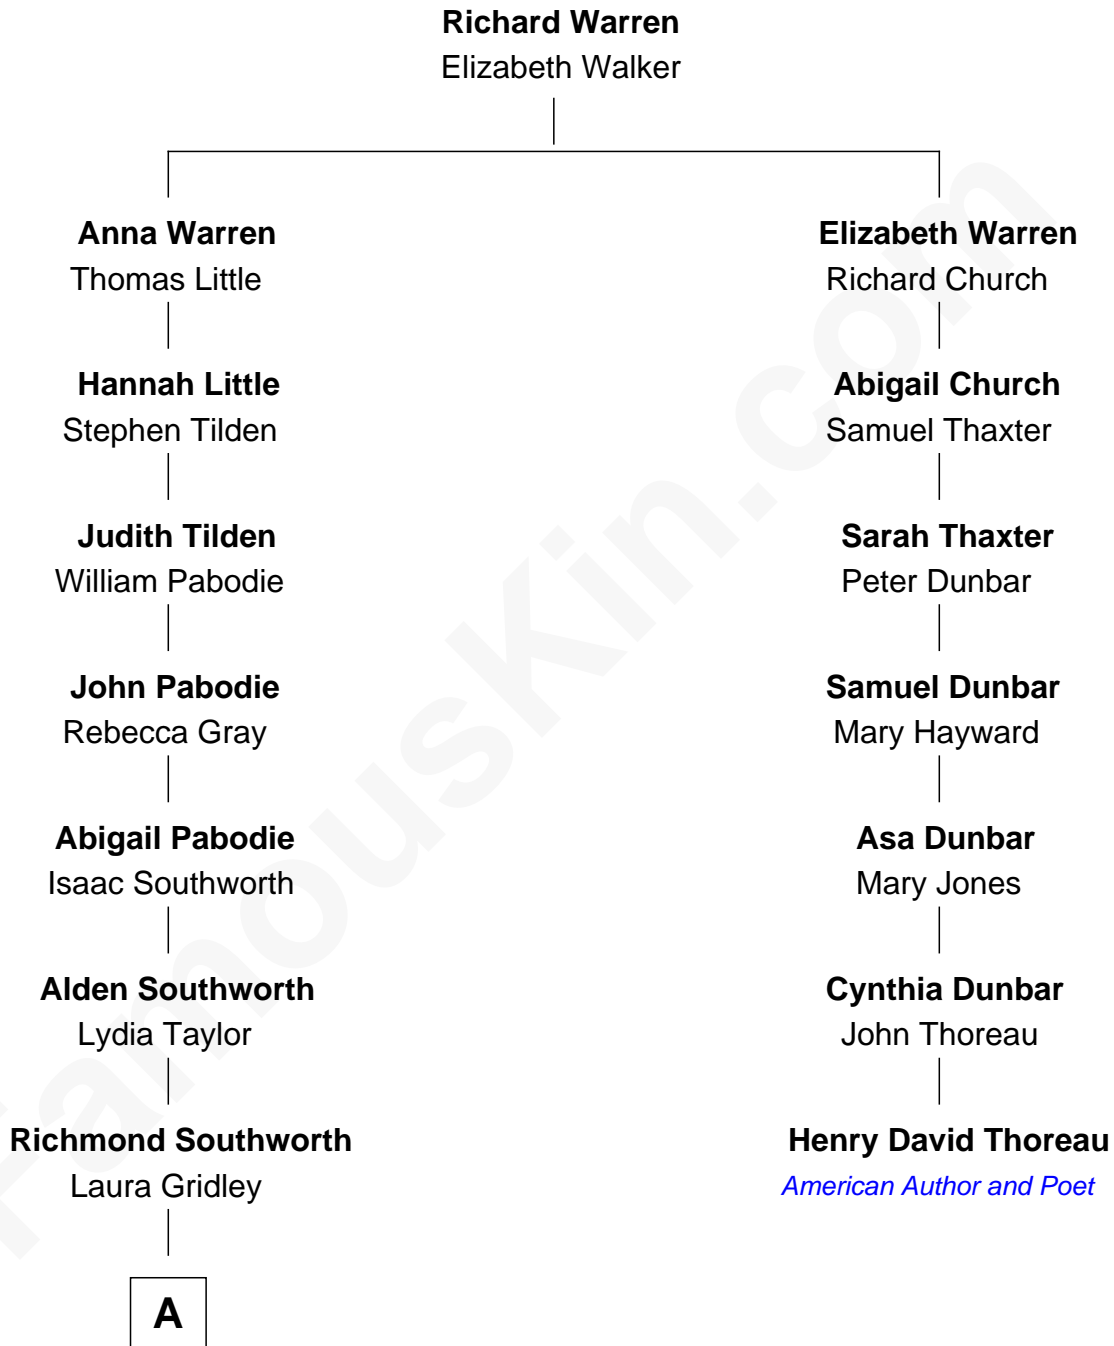 Richard Warren
Elizabeth Walker
Anna Warren
Thomas Little
Hannah Little
Stephen Tilden
Judith Tilden
William Pabodie
John Pabodie
Rebecca Gray
Abigail Pabodie
Isaac Southworth
Alden Southworth
Lydia Taylor
Richmond Southworth
Laura Gridley
A
Elizabeth Warren
Richard Church
Abigail Church
Samuel Thaxter
Sarah Thaxter
Peter Dunbar
Samuel Dunbar
Mary Hayward
Asa Dunbar
Mary Jones
Cynthia Dunbar
John Thoreau
Henry David Thoreau
American Author and Poet
FamousKin.com